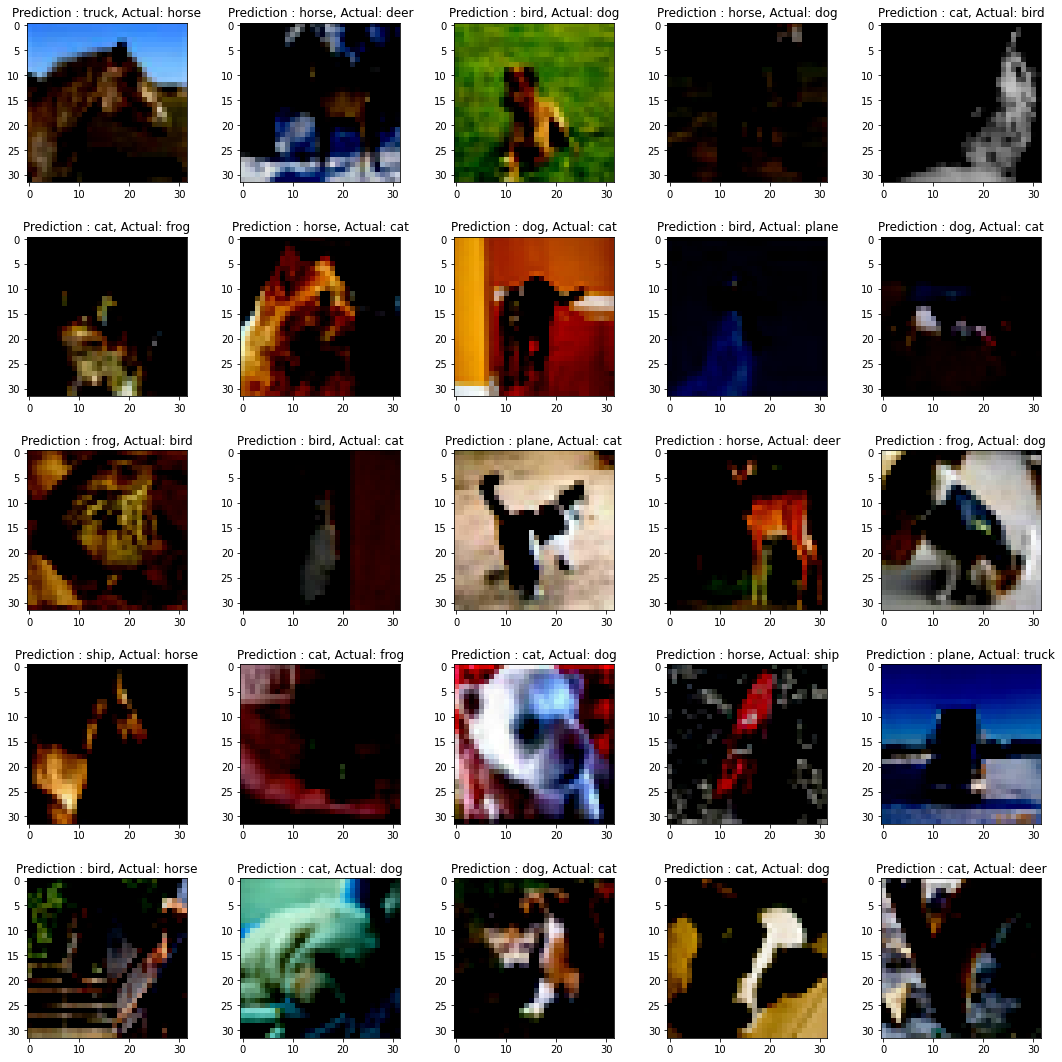 Prediction : truck, Actual: horse
Prediction : horse, Actual: deer
Prediction : bird, Actual: dog
Prediction : horse, Actual: dog
Prediction : cat, Actual: bird
0 5 10 15 20 25 30
0 10 20 30
0 5 10 15 20 25 30
0 10 20 30
0 5 10 15 20 25 30
0 10 20 30
0 5 10 15 20 25 30
0 10 20 30
0 5 10 15 20 25 30
0 10 20 30
Prediction : cat, Actual: frog
Prediction : horse, Actual: cat
Prediction : dog, Actual: cat
Prediction : bird, Actual: plane
Prediction : dog, Actual: cat
0 5 10 15 20 25 30
0 10 20 30
0 5 10 15 20 25 30
0 10 20 30
0 5 10 15 20 25 30
0 10 20 30
0 5 10 15 20 25 30
0 10 20 30
0 5 10 15 20 25 30
0 10 20 30
Prediction : frog, Actual: bird
Prediction : bird, Actual: cat
Prediction : plane, Actual: cat
Prediction : horse, Actual: deer
Prediction : frog, Actual: dog
0 5 10 15 20 25 30
0 10 20 30
0 5 10 15 20 25 30
0 10 20 30
0 5 10 15 20 25 30
0 10 20 30
0 5 10 15 20 25 30
0 10 20 30
0 5 10 15 20 25 30
0 10 20 30
Prediction : ship, Actual: horse
Prediction : cat, Actual: frog
Prediction : cat, Actual: dog
Prediction : horse, Actual: ship
Prediction : plane, Actual: truck
0 5 10 15 20 25 30
0 10 20 30
0 5 10 15 20 25 30
0 10 20 30
0 5 10 15 20 25 30
0 10 20 30
0 5 10 15 20 25 30
0 10 20 30
0 5 10 15 20 25 30
0 10 20 30
Prediction : bird, Actual: horse
Prediction : cat, Actual: dog
Prediction : dog, Actual: cat
Prediction : cat, Actual: dog
Prediction : cat, Actual: deer
0 5 10 15 20 25 30
0 10 20 30
0 5 10 15 20 25 30
0 10 20 30
0 5 10 15 20 25 30
0 10 20 30
0 5 10 15 20 25 30
0 10 20 30
0 5 10 15 20 25 30
0 10 20 30